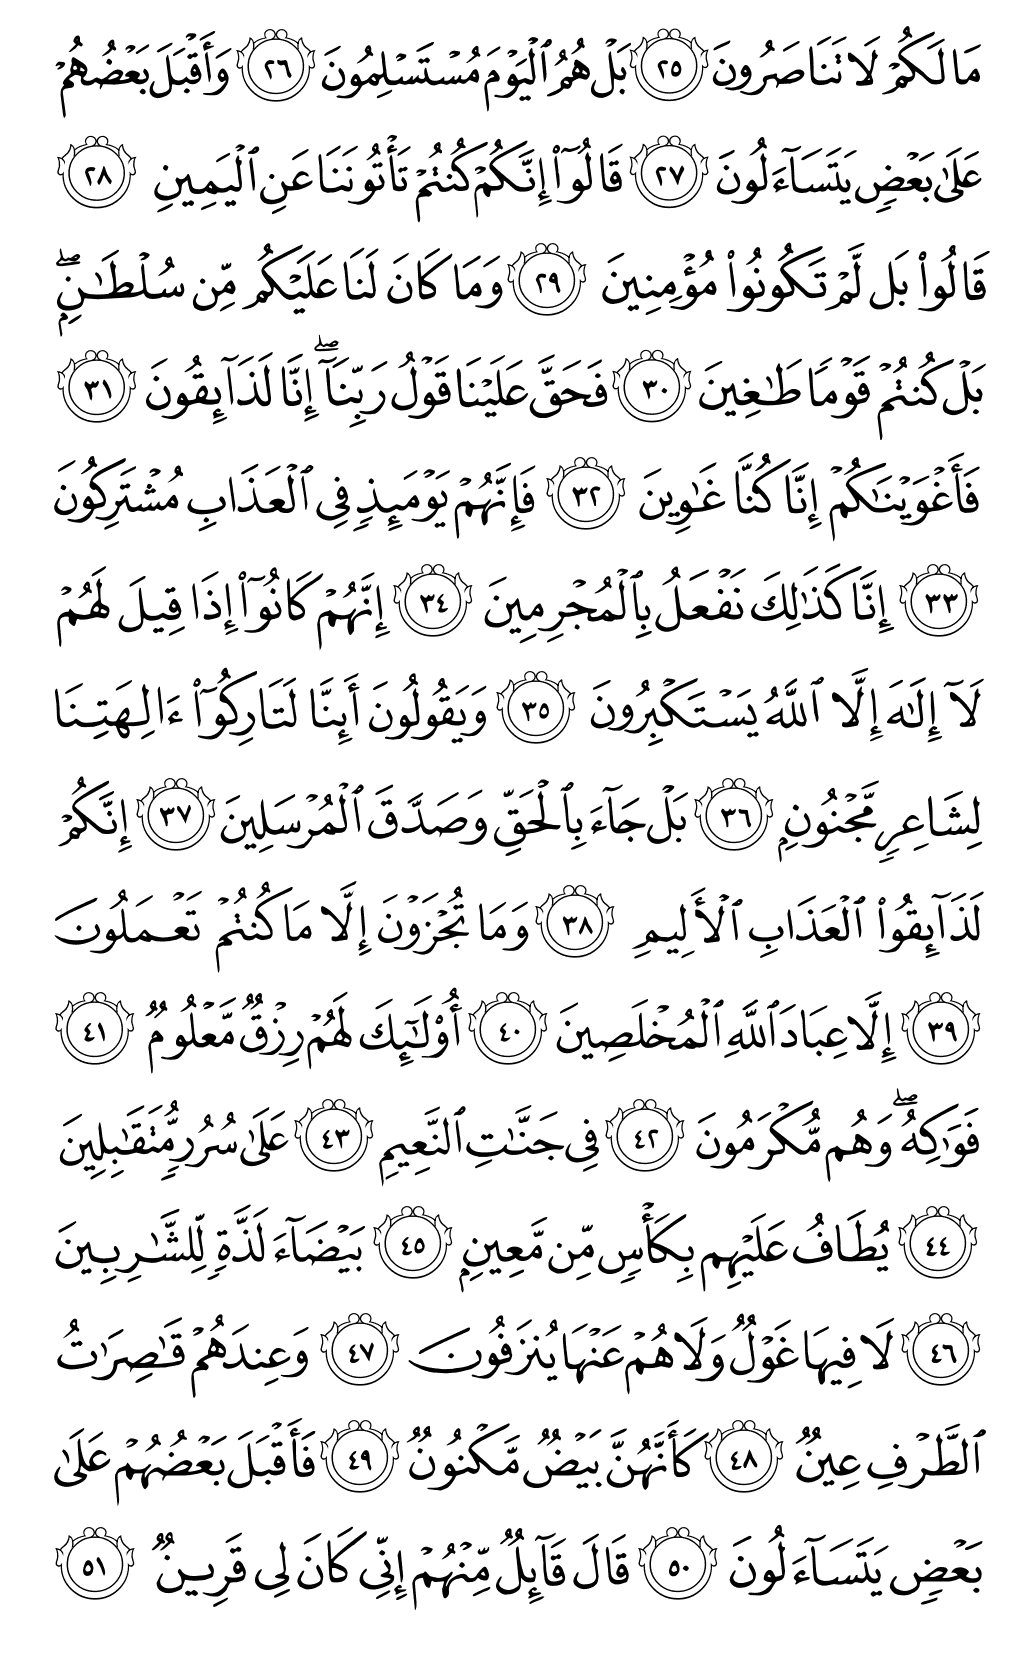 مَا لَكُمْ لَا تَنَاصَرُونَ ٢٥ بَلْ هُمُ ٱلْيَوْمَ مُسْتَسْلِمُونَ ٢٦ وَأَقْبَلَ بَعْضُهُمْ
عَلَىٰ بَعْضٍ يَتَسَآءَلُونَ ٢٧ قَالُوٓا۟ إِنَّكُمْ كُنتُمْ تَأْتُونَنَا عَنِ ٱلْيَمِينِ ٢٨
قَالُوا۟ بَل لَّمْ تَكُونُوا۟ مُؤْمِنِينَ ٢٩ وَمَا كَانَ لَنَا عَلَيْكُم مِّن سُلْطَـٰنٍۭ ۖ
بَلْ كُنتُمْ قَوْمًا طَـٰغِينَ ٣٠ فَحَقَّ عَلَيْنَا قَوْلُ رَبِّنَآ ۖ إِنَّا لَذَآئِقُونَ ٣١
فَأَغْوَيْنَـٰكُمْ إِنَّا كُنَّا غَـٰوِينَ ٣٢ فَإِنَّهُمْ يَوْمَئِذٍ فِى ٱلْعَذَابِ مُشْتَرِكُونَ
٣٣ إِنَّا كَذَٰلِكَ نَفْعَلُ بِٱلْمُجْرِمِينَ ٣٤ إِنَّهُمْ كَانُوٓا۟ إِذَا قِيلَ لَهُمْ
لَآ إِلَـٰهَ إِلَّا ٱللَّهُ يَسْتَكْبِرُونَ ٣٥ وَيَقُولُونَ أَئِنَّا لَتَارِكُوٓا۟ ءَالِهَتِنَا
لِشَاعِرٍ مَّجْنُونٍۭ ٣٦ بَلْ جَآءَ بِٱلْحَقِّ وَصَدَّقَ ٱلْمُرْسَلِينَ ٣٧ إِنَّكُمْ
لَذَآئِقُوا۟ ٱلْعَذَابِ ٱلْأَلِيمِ ٣٨ وَمَا تُجْزَوْنَ إِلَّا مَا كُنتُمْ تَعْمَلُونَ
٣٩ إِلَّا عِبَادَ ٱللَّهِ ٱلْمُخْلَصِينَ ٤٠ أُو۟لَـٰٓئِكَ لَهُمْ رِزْقٌ مَّعْلُومٌ ٤١
فَوَٰكِهُ ۖ وَهُم مُّكْرَمُونَ ٤٢ فِى جَنَّـٰتِ ٱلنَّعِيمِ ٤٣ عَلَىٰ سُرُرٍ مُّتَقَـٰبِلِينَ
٤٤ يُطَافُ عَلَيْهِم بِكَأْسٍ مِّن مَّعِينٍۭ ٤٥ بَيْضَآءَ لَذَّةٍ لِّلشَّـٰرِبِينَ
٤٦ لَا فِيهَا غَوْلٌ وَلَا هُمْ عَنْهَا يُنزَفُونَ ٤٧ وَعِندَهُمْ قَـٰصِرَٰتُ
ٱلطَّرْفِ عِينٌ ٤٨ كَأَنَّهُنَّ بَيْضٌ مَّكْنُونٌ ٤٩ فَأَقْبَلَ بَعْضُهُمْ عَلَىٰ
بَعْضٍ يَتَسَآءَلُونَ ٥٠ قَالَ قَآئِلٌ مِّنْهُمْ إِنِّى كَانَ لِى قَرِينٌ ٥١